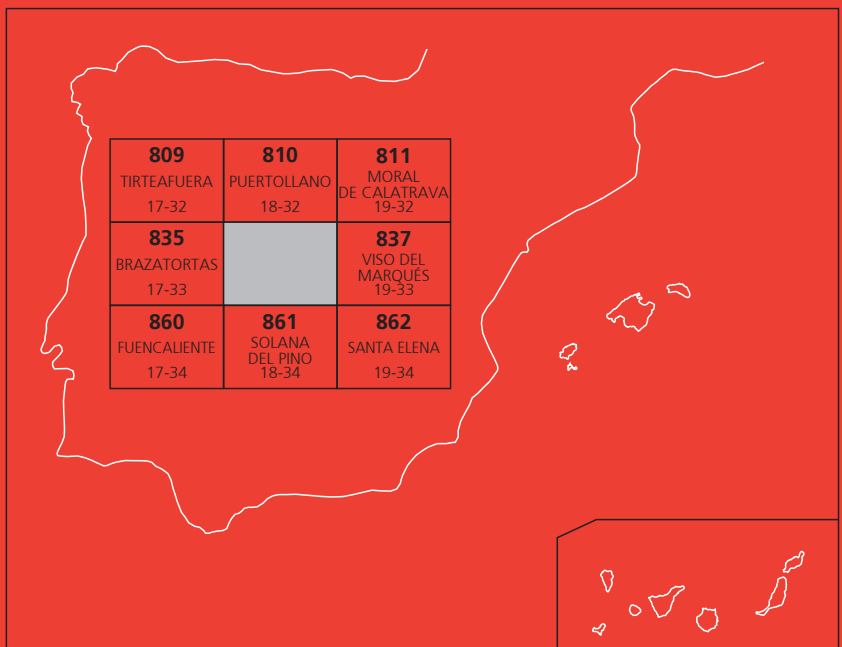 809
TIRTEAFUERA
17-32
810
PUERTOLLANO
18-32
811
MORAL
DE CALATRAVA
19-32
835
BRAZATORTAS
17-33
837
VISO DEL
MARQUÉS
19-33
860
FUENCALIENTE
17-34
861
SOLANA
DEL PINO
18-34
862
SANTA ELENA
19-34